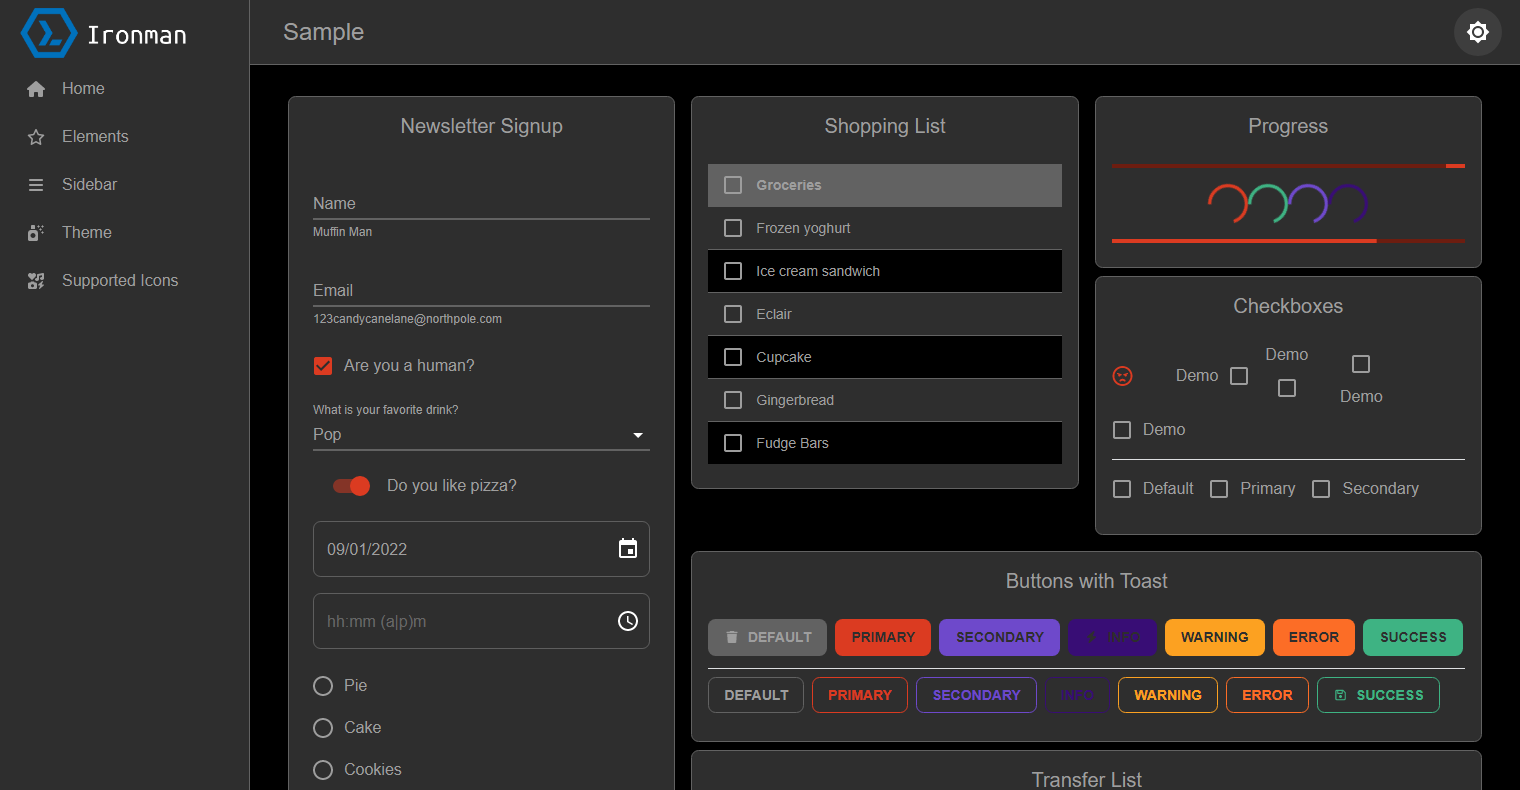 Ironman
Home
Elements
Sidebar
Theme
Supported Icons
Sample
Newsletter Signup
Name
Muffin Man
Email
123candycanelane@northpole.com
Are you a human?
What is your favorite drink?
Pop
Do you like pizza?
09/01/2022
hh:mm (a|p)m
Pie
Cake
Cookies
Shopping List
Groceries
Frozen yoghurt
Ice cream sandwich
Eclair
Cupcake
Gingerbread
Fudge Bars
Progress
Checkboxes
Demo
Demo
Demo
Demo
Default Primary Secondary
Buttons with Toast
DEFAULT PRIMARY SECONDARY INFO WARNING ERROR SUCCESS
DEFAULT PRIMARY SECONDARY INFO WARNING ERROR SUCCESS
Transfer List